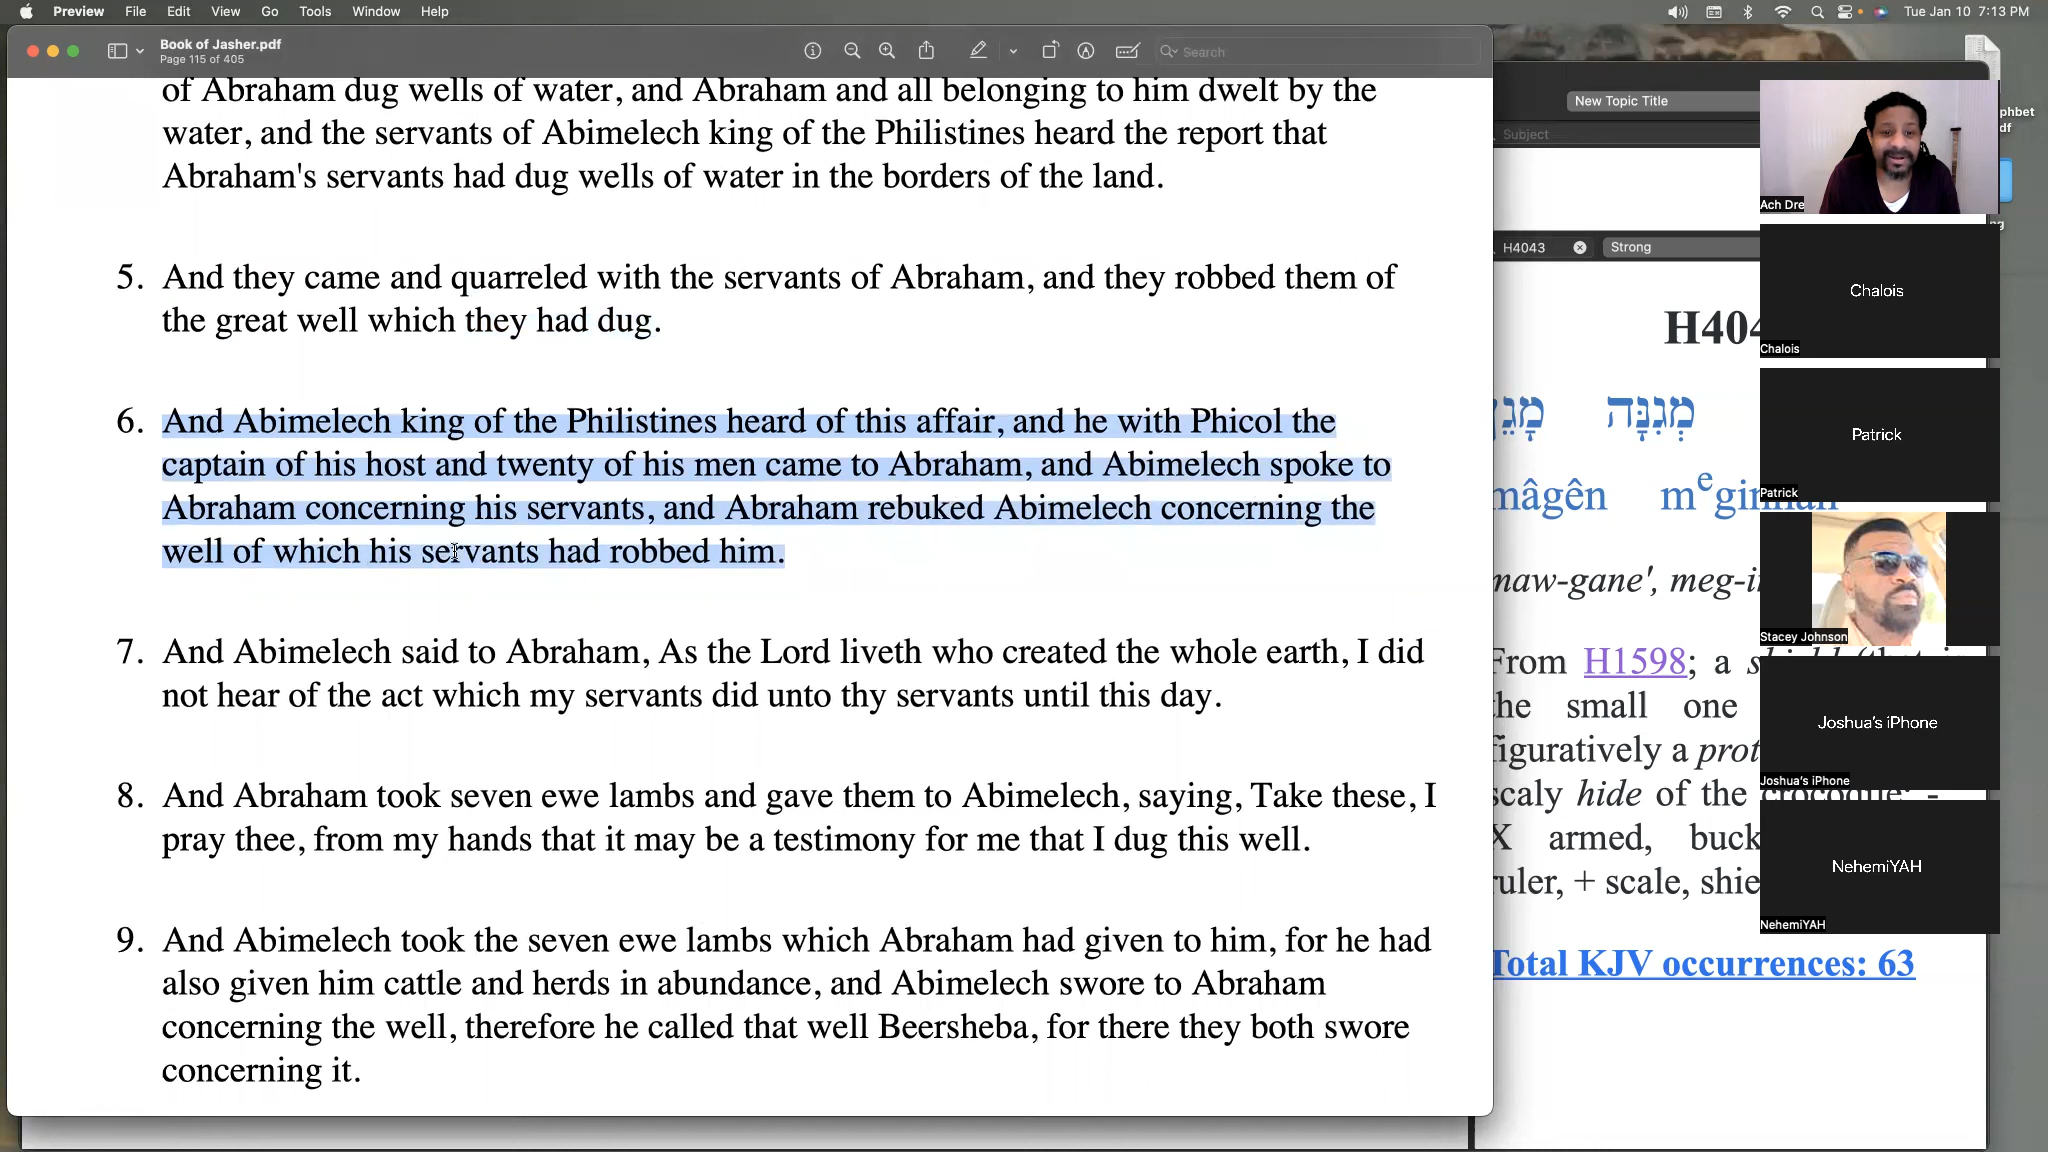 Preview File Edit View Go Tools Window Help
Tue Jan 10 7:13 PM
Book of Jasher.pdf
Page 115 of 405
Search
of Abraham dug wells of water, and Abraham and all belonging to him dwelt by the
water, and the servants of Abimelech king of the Philistines heard the report that
Abraham's servants had dug wells of water in the borders of the land.
5. And they came and quarreled with the servants of Abraham, and they robbed them of
the great well which they had dug.
6. And Abimelech king of the Philistines heard of this affair, and he with Phicol the
captain of his host and twenty of his men came to Abraham, and Abimelech spoke to
Abraham concerning his servants, and Abraham rebuked Abimelech concerning the
well of which his servants had robbed him.
7. And Abimelech said to Abraham, As the Lord liveth who created the whole earth, I did
not hear of the act which my servants did unto thy servants until this day.
8. And Abraham took seven ewe lambs and gave them to Abimelech, saying, Take these, I
pray thee, from my hands that it may be a testimony for me that I dug this well.
9. And Abimelech took the seven ewe lambs which Abraham had given to him, for he had
also given him cattle and herds in abundance, and Abimelech swore to Abraham
concerning the well, therefore he called that well Beersheba, for there they both swore
concerning it.
New Topic Title
Subject
H4043
Strong
H404
מְגִנָּה
mâgên
maw-gane',
From H1598; a
the small one
figuratively a
scaly hide of the crocodile: -
X armed,
ruler, + scale,
Total KJV occurrences: 63
Ach Dre
Chalois
Chalois
Patrick
Patrick
Stacey Johnson
Joshua's iPhone
Joshua's iPhone
NehemiYAH
NehemiYAH